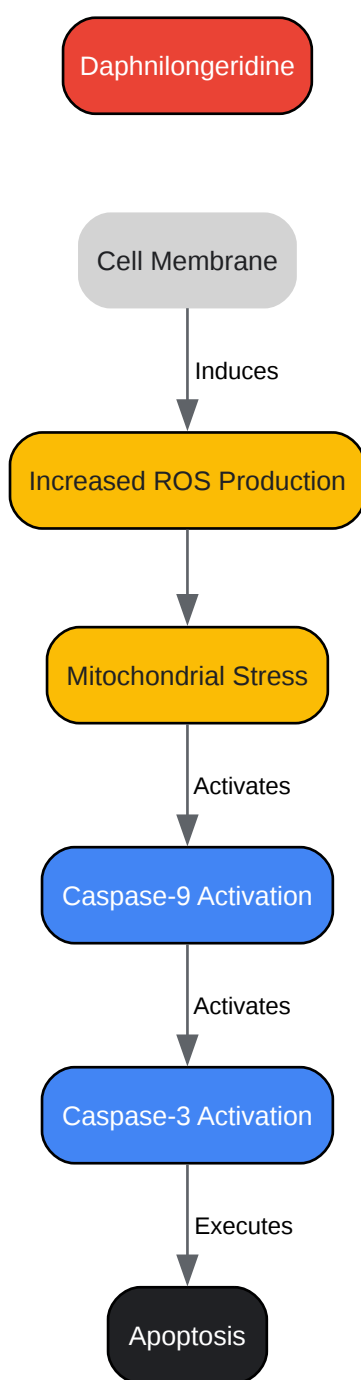 Daphnilongeridine
Cell Membrane
Induces
Increased ROS Production
Mitochondrial Stress
Activates
Caspase-9 Activation
Activates
Caspase-3 Activation
Executes
Apoptosis